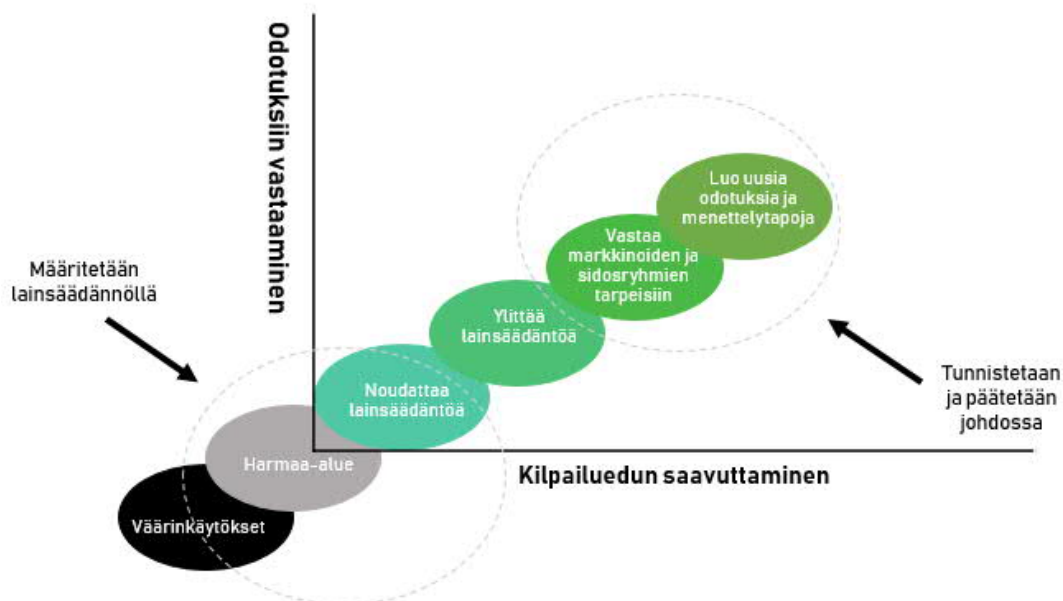 Odotuksiin vastaaminen
Luo uusia
odotuksia ja
menettelytapoja
Vastaa
markkinoiden ja
sidosryhmien
tarpeisiin
Määritetään
lainsäädännöllä
Ylittää
lainsäädäntöä
Tunnistetaan
ja päätetään
johdossa
Noudattaa
lainsäädäntöä
Harmaa-alue
Kilpailuedun saavuttaminen
Väärinkäytökset